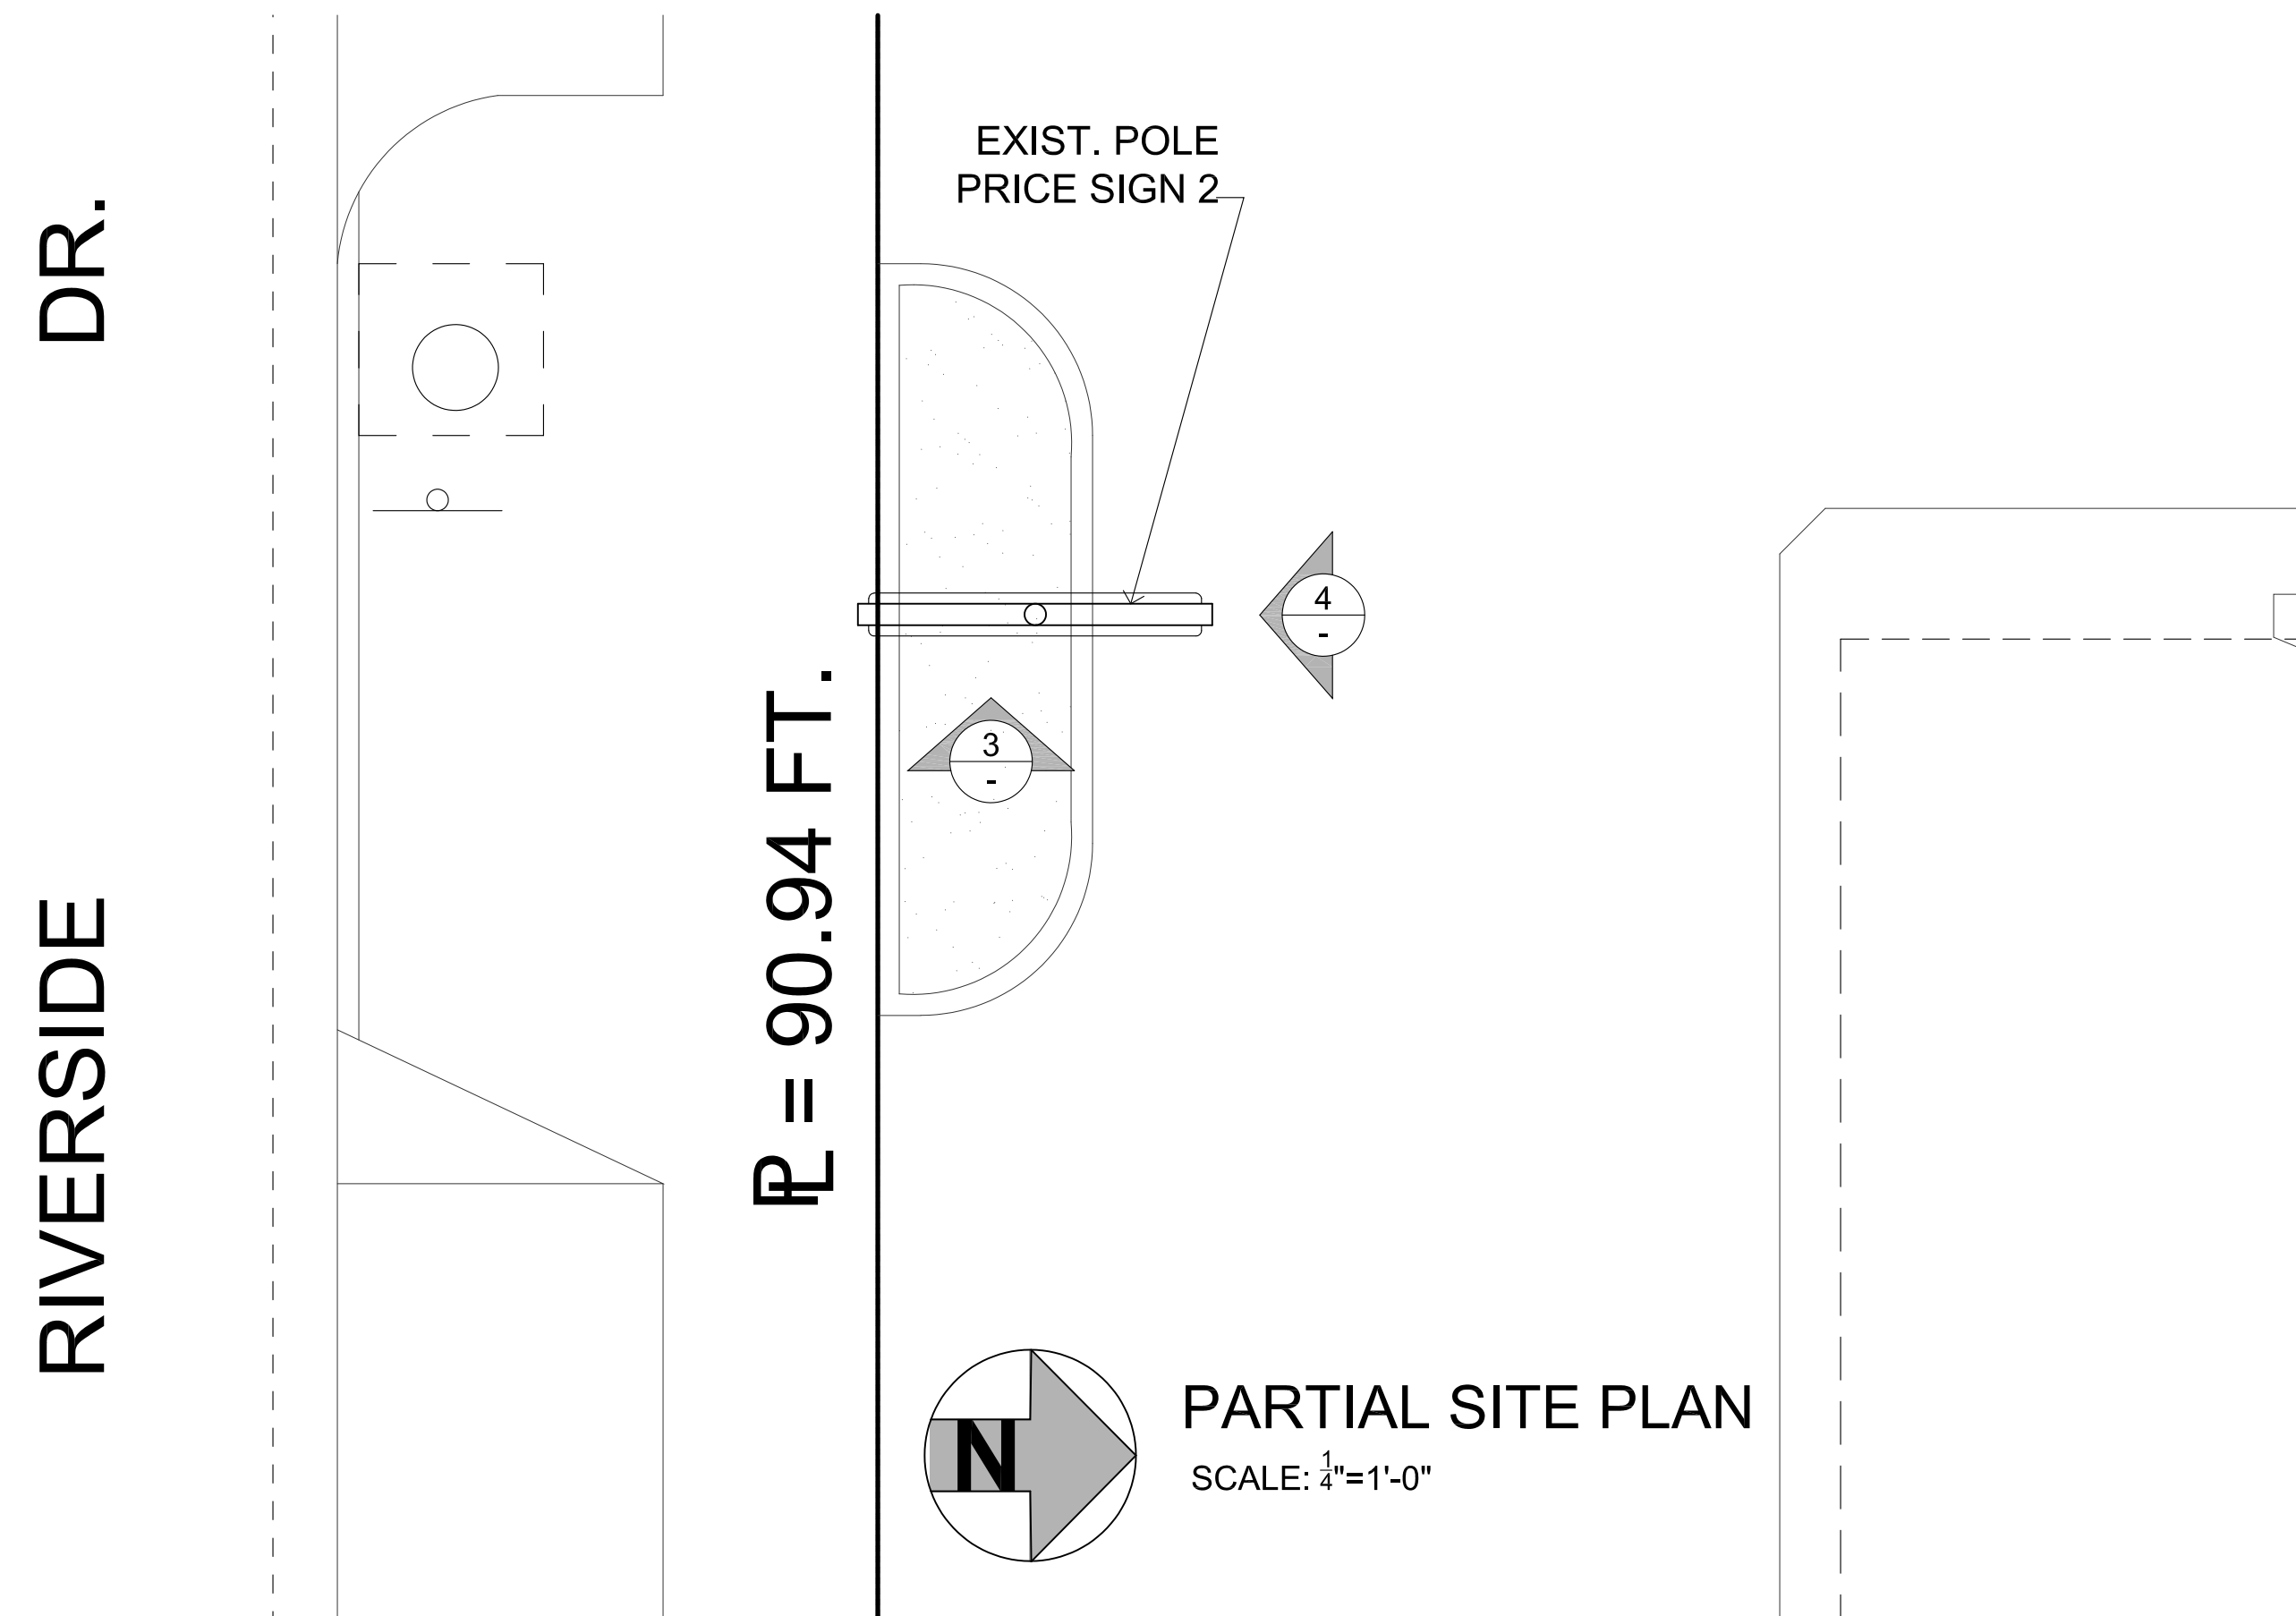 EXIST. POLE
PRICE SIGN 2
RIVERSIDE DR.
PL = 90.94 FT.
4
-
3
-
N
PARTIAL SITE PLAN
SCALE: 1/4"=1'-0"